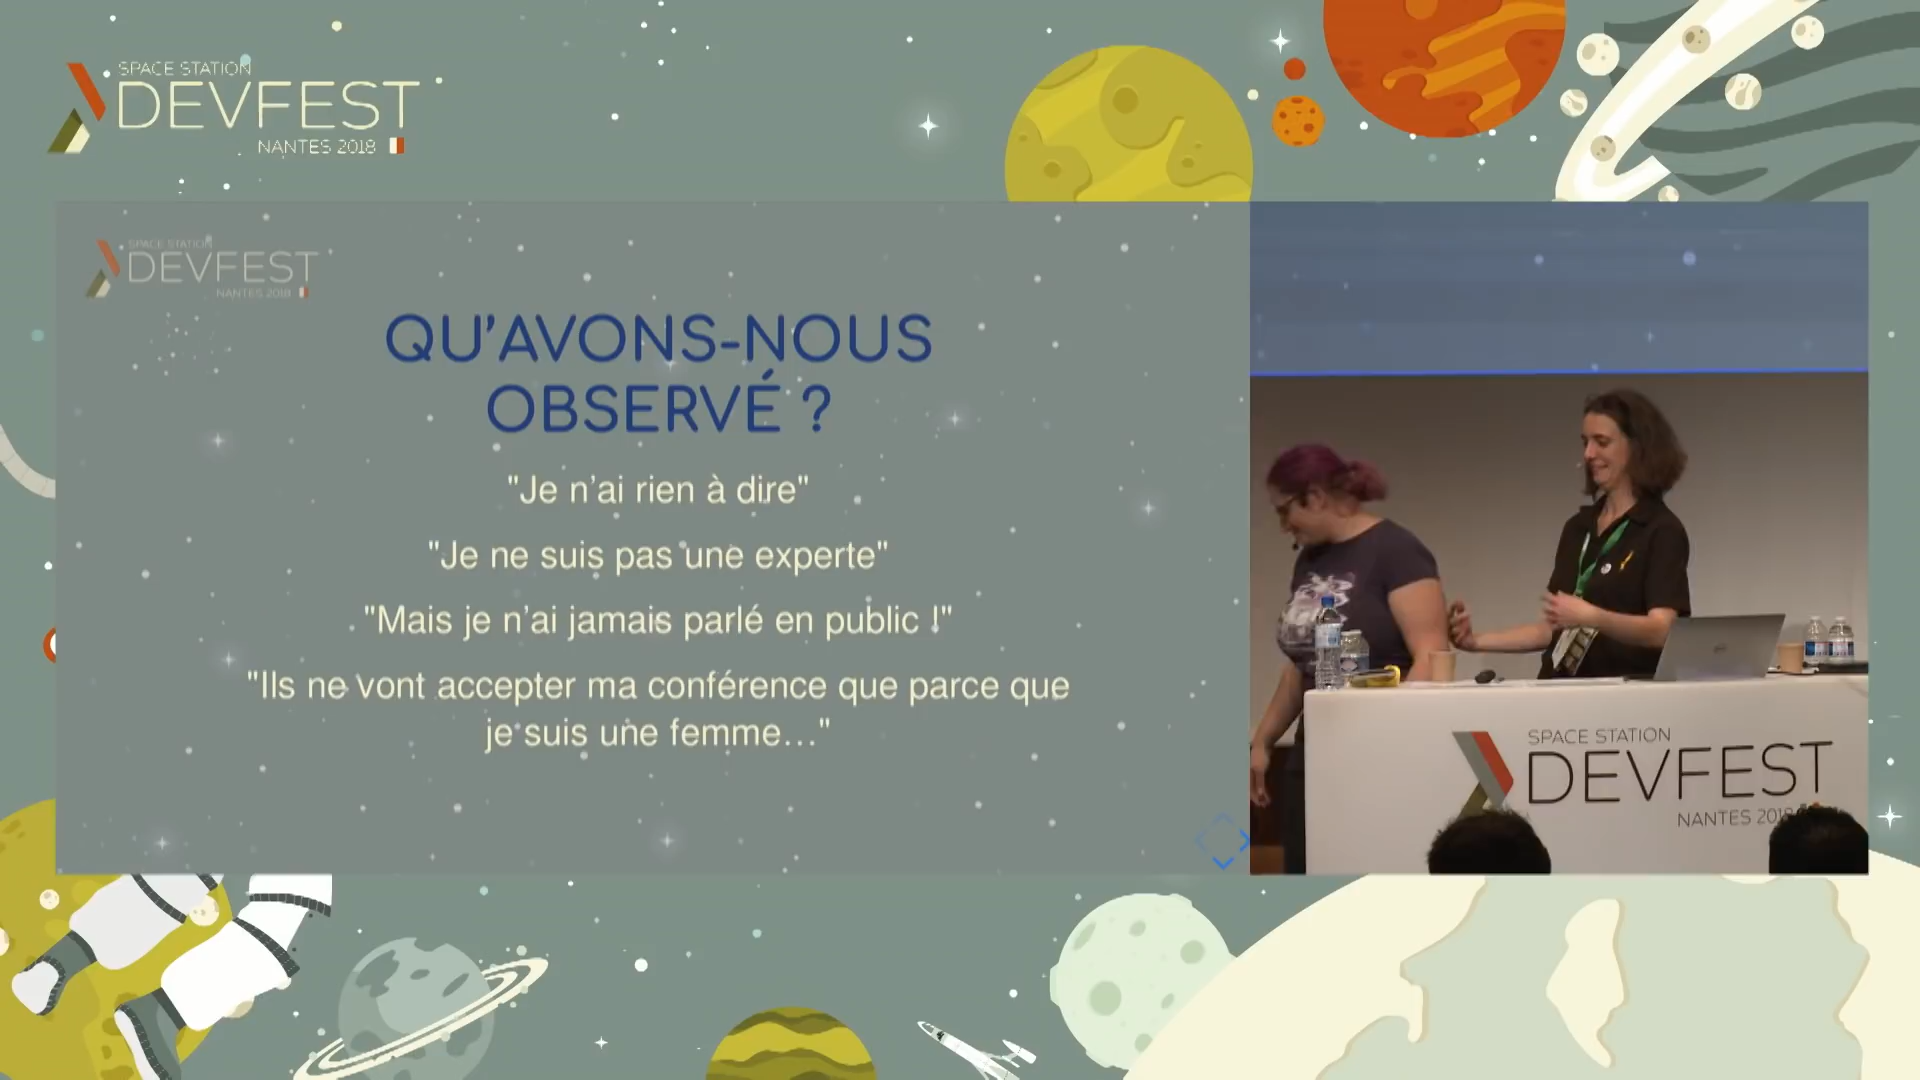 SPACE STATION
DEVFEST
NANTES 2018
SPACE STATION
DEVFEST
NANTES 2018
QU'AVONS-NOUS
OBSERVÉ ?
"Je n'ai rien à dire"
"Je ne suis pas une experte"
"Mais je n'ai jamais parlé en public !"
"Ils ne vont accepter ma conférence que parce que
je suis une femme…"
SPACE STATION
DEVFEST
NANTES 2018